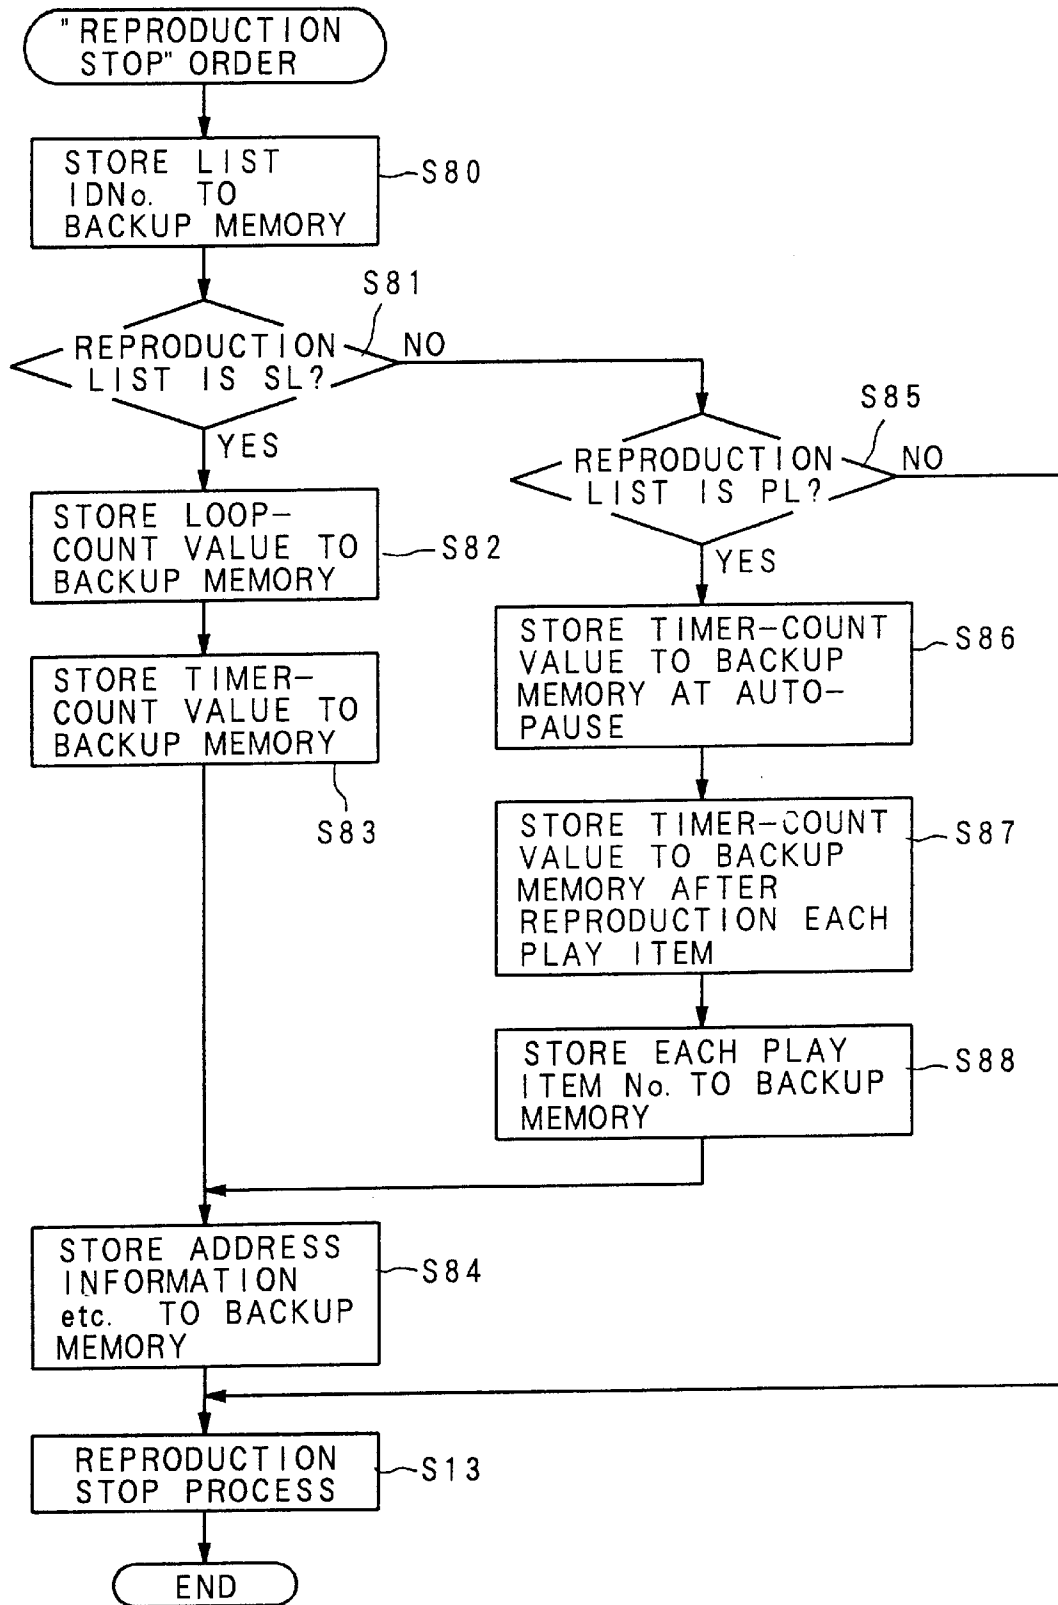 "REPRODUCTION
STOP" ORDER
STORE LIST
IDNo. TO
BACKUP MEMORY
S80
S81
REPRODUCTION
LIST IS SL?
NO
YES
S85
REPRODUCTION
LIST IS PL?
NO
YES
STORE LOOP-
COUNT VALUE TO
BACKUP MEMORY
S82
STORE TIMER-
COUNT VALUE TO
BACKUP MEMORY
S83
STORE TIMER-COUNT
VALUE TO BACKUP
MEMORY AT AUTO-
PAUSE
S86
STORE TIMER-COUNT
VALUE TO BACKUP
MEMORY AFTER
REPRODUCTION EACH
PLAY ITEM
S87
STORE EACH PLAY
ITEM No. TO BACKUP
MEMORY
S88
STORE ADDRESS
INFORMATION
etc. TO BACKUP
MEMORY
S84
REPRODUCTION
STOP PROCESS
S13
END